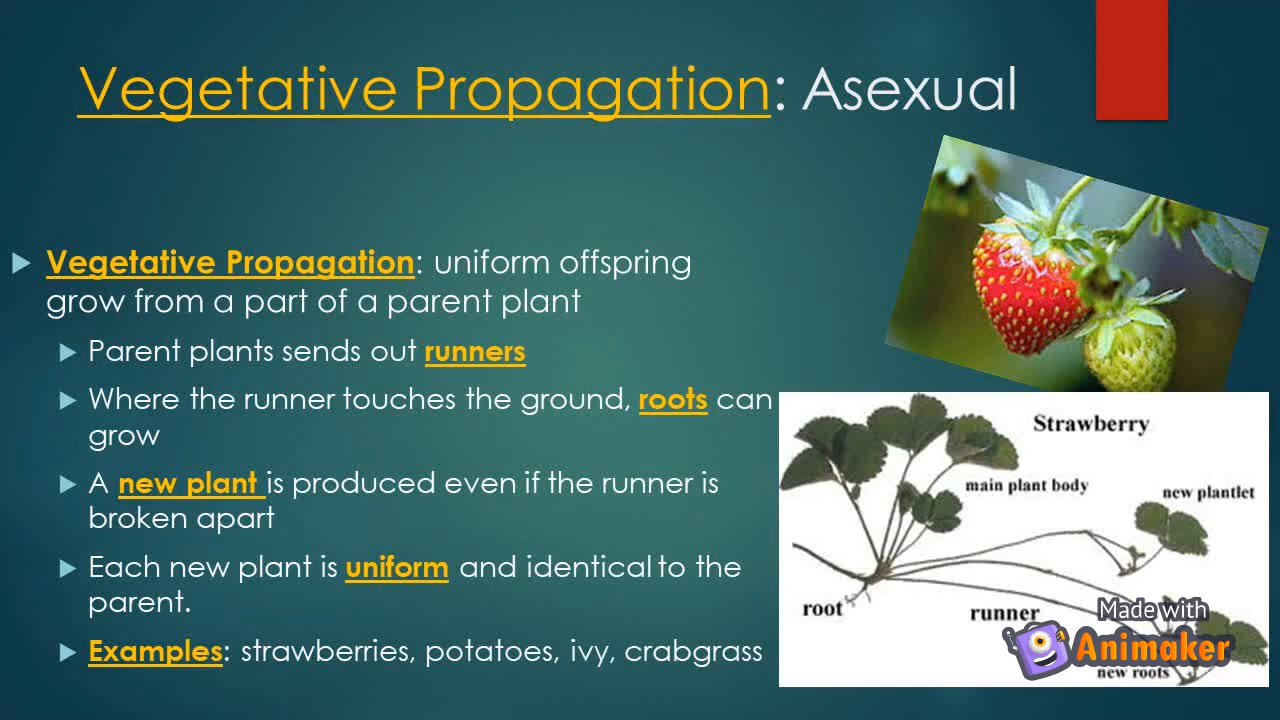 Vegetative Propagation: Asexual
Vegetative Propagation: uniform offspring
grow from a part of a parent plant
Parent plants sends out runners
Where the runner touches the ground, roots can
grow
A new plant is produced even if the runner is
broken apart
Each new plant is uniform and identical to the
parent.
Examples: strawberries, potatoes, ivy, crabgrass
Strawberry
main plant body
new plantlet
root
runner
new roots
Made with
Animaker